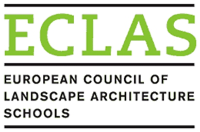 ECLAS
EUROPEAN COUNCIL OF
LANDSCAPE ARCHITECTURE
SCHOOLS